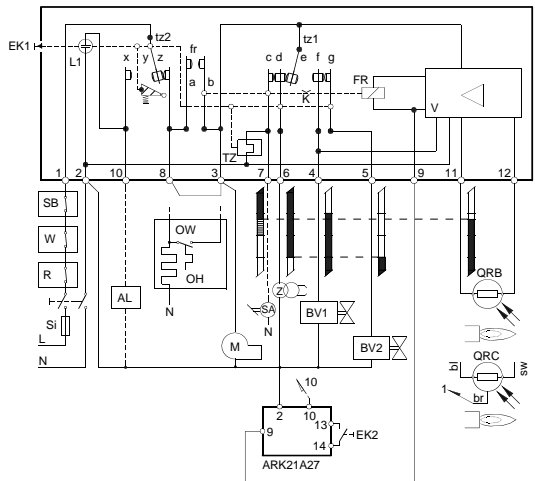 tz2
tz1
EK1
L1
x
y
z
fr
a
b
c
d
e
f
g
K
FR
V
TZ
1
2
10
8
3
7
6
4
5
9
11
12
SB
W
R
Si
L
N
AL
OW
OH
N
M
SA
N
Z
BV1
BV2
QRB
QRC
bl
br
sw
1
10
2
10
9
13
14
EK2
ARK21A27